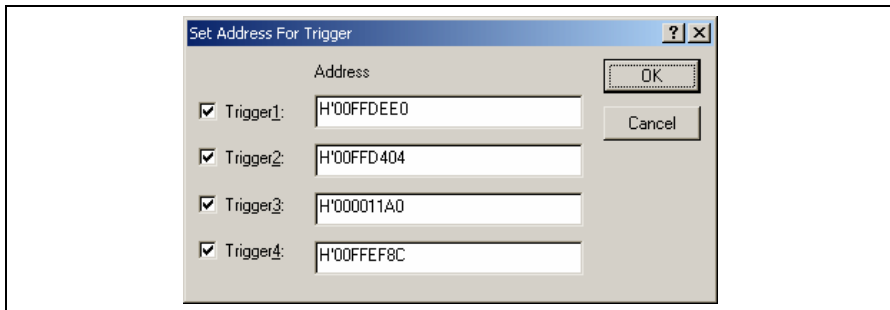 Set Address For Trigger
Address
OK
Trigger1: H'00FFDEE0
Cancel
Trigger2: H'00FFD404
Trigger3: H'000011A0
Trigger4: H'00FFEF8C